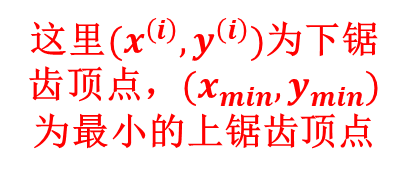 这里(x^{(i)}, y^{(i)})为下锯
齿顶点，(x_{min}, y_{min})
为最小的上锯齿顶点